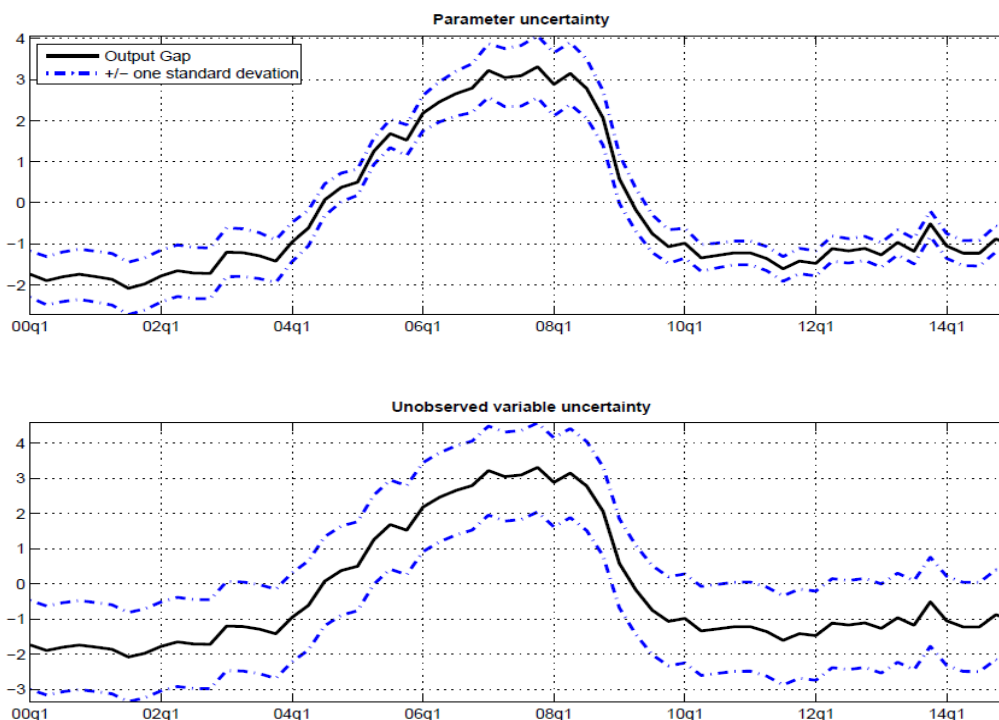 Parameter uncertainty
4
Output Gap
+/− one standard devation
3
2
1
0
−1
−2
00q1 02q1 04q1 06q1 08q1 10q1 12q1 14q1
Unobserved variable uncertainty
4
3
2
1
0
−1
−2
−3
00q1 02q1 04q1 06q1 08q1 10q1 12q1 14q1